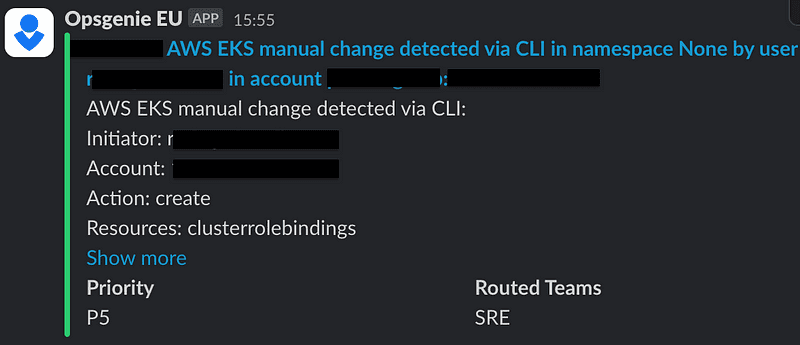 Opsgenie EU APP 15:55
AWS EKS manual change detected via CLI in namespace None by user
in account
AWS EKS manual change detected via CLI:
Initiator:
Account:
Action: create
Resources: clusterrolebindings
Show more
Priority Routed Teams
P5 SRE